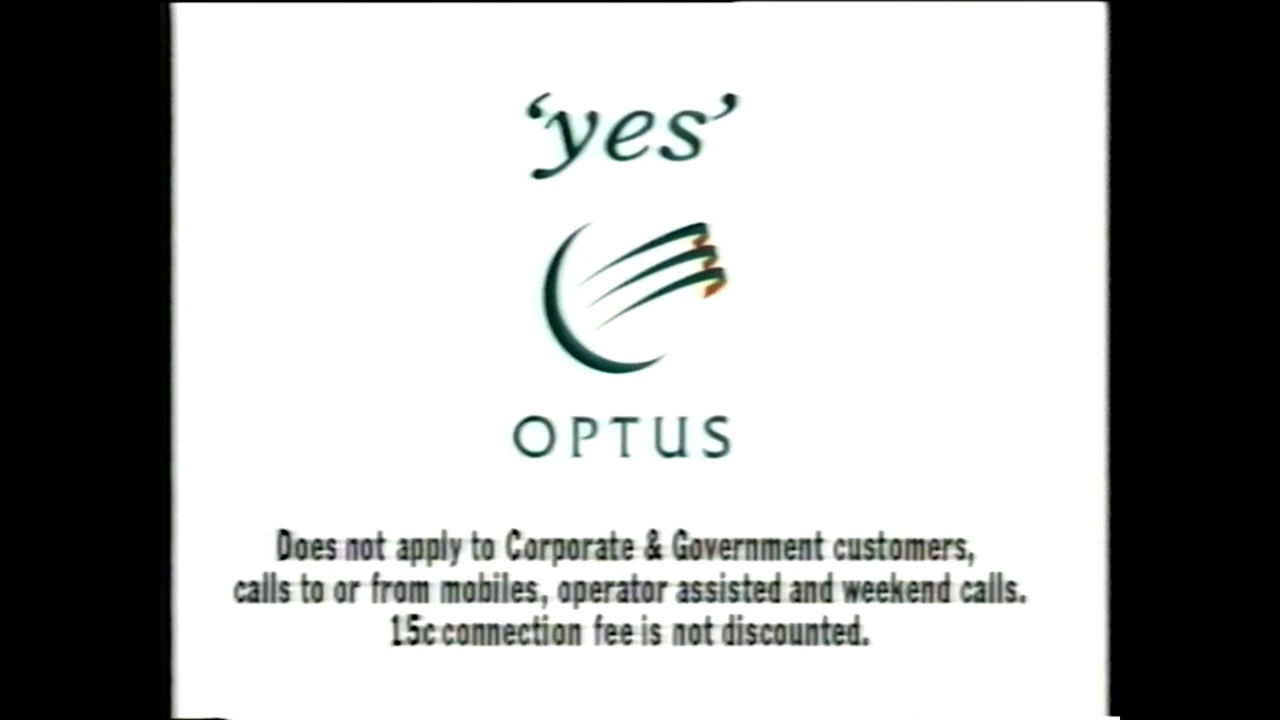 ‘yes’
OPTUS
Does not apply to Corporate & Government customers,
calls to or from mobiles, operator assisted and weekend calls.
15c connection fee is not discounted.